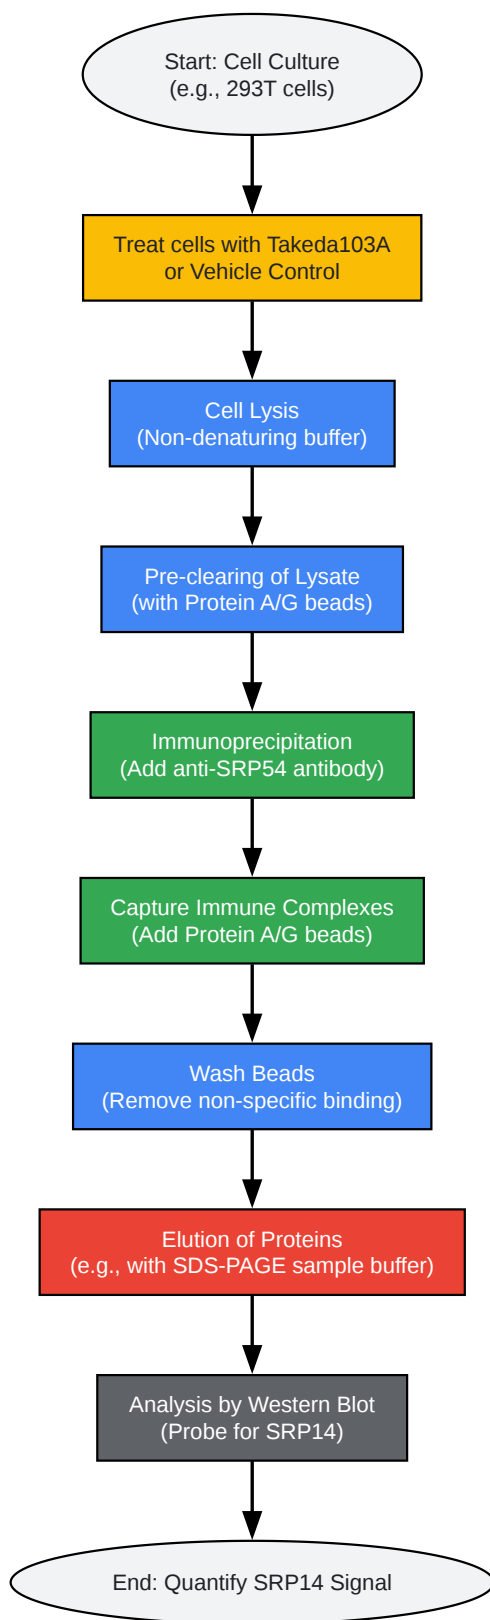 Start: Cell Culture
(e.g., 293T cells)
Treat cells with Takeda103A
or Vehicle Control
Cell Lysis
(Non-denaturing buffer)
Pre-clearing of Lysate
(with Protein A/G beads)
Immunoprecipitation
(Add anti-SRP54 antibody)
Capture Immune Complexes
(Add Protein A/G beads)
Wash Beads
(Remove non-specific binding)
Elution of Proteins
(e.g., with SDS-PAGE sample buffer)
Analysis by Western Blot
(Probe for SRP14)
End: Quantify SRP14 Signal